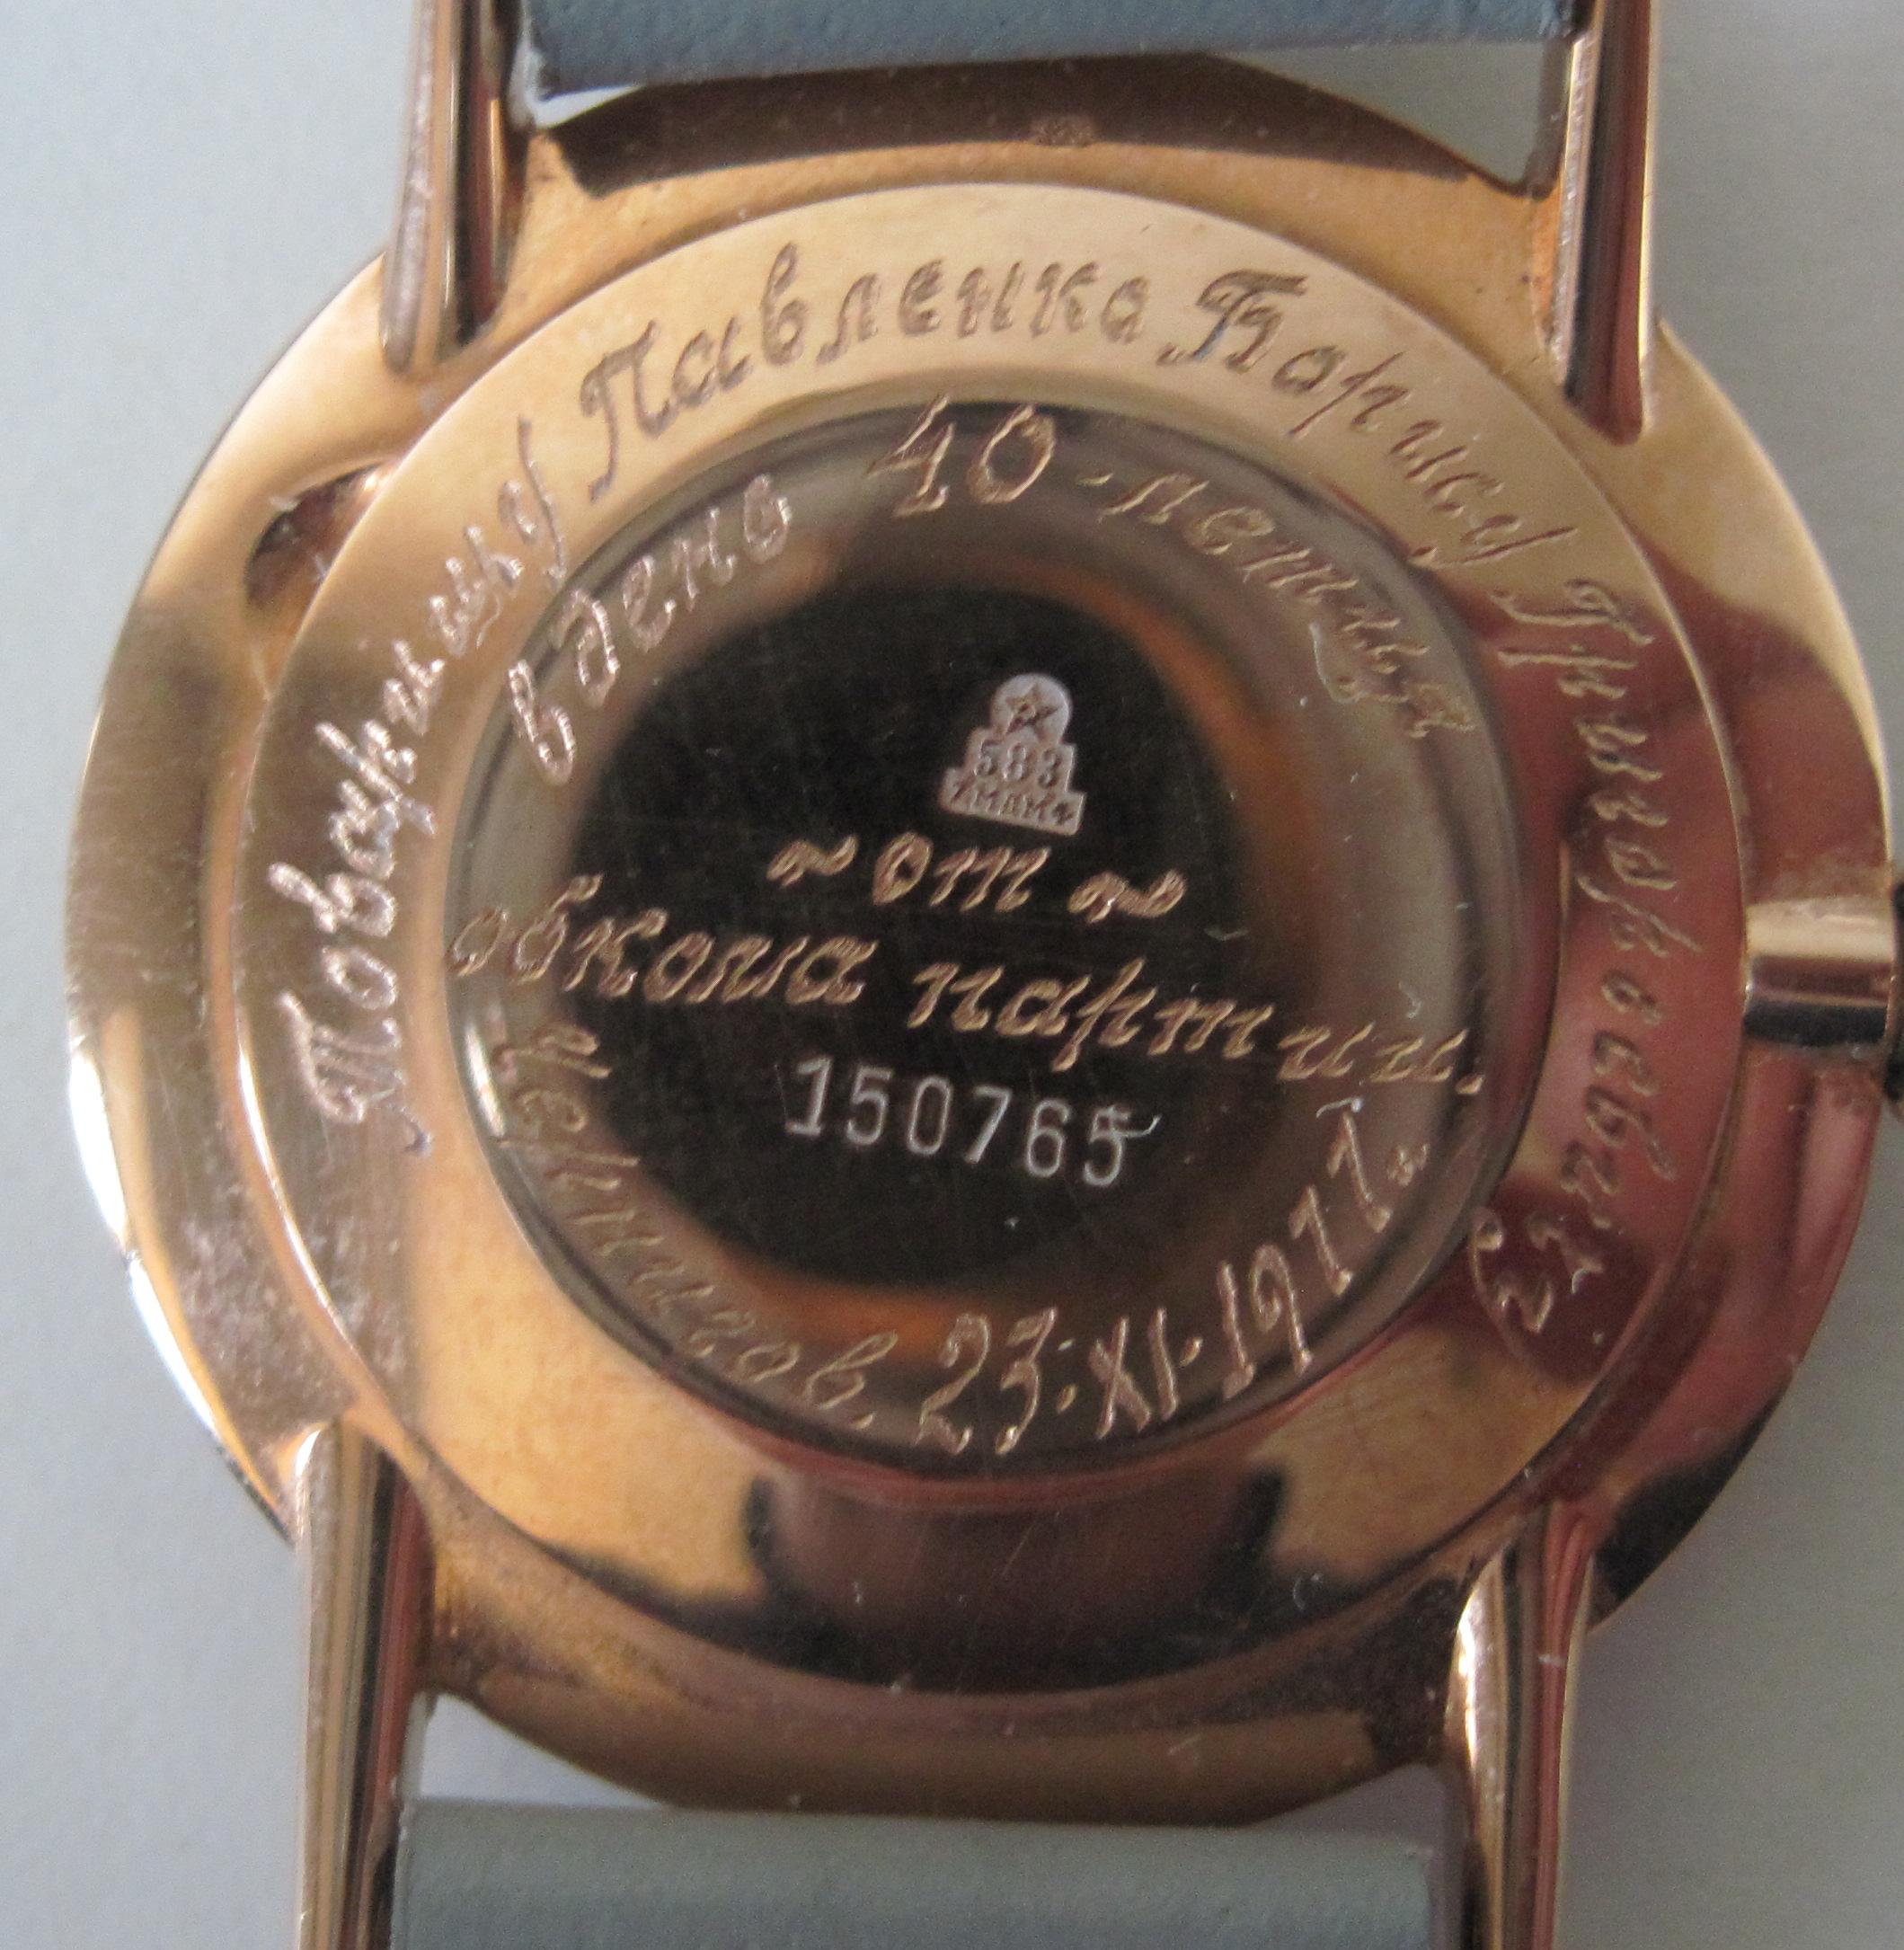 Товарищу Павленко Борису Григорьевичу
в день 40-летия
583
~ от ~
обкома партии.
150765
Чернигов. 23.XI.1977г.